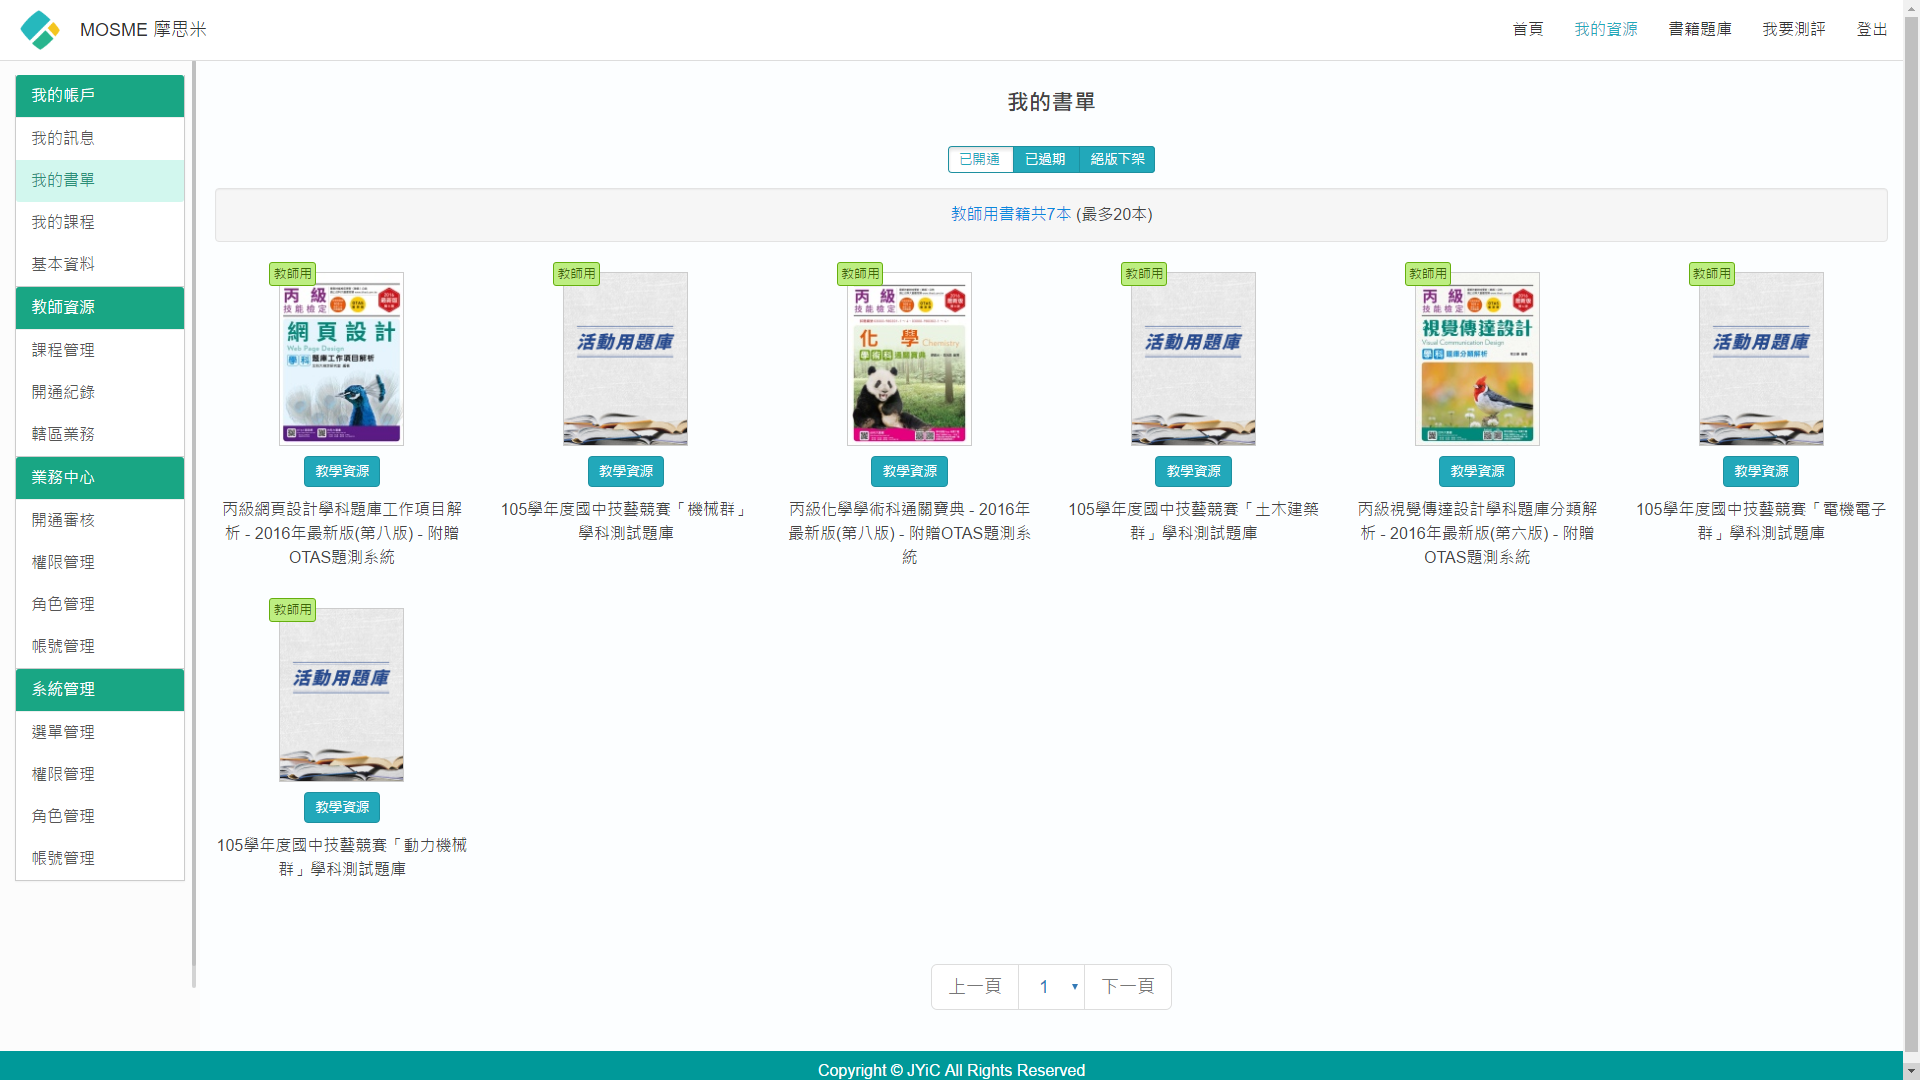 MOSME 摩思米
首頁
我的資源
書籍題庫
我要測評
登出
我的帳戶
我的訊息
我的書單
我的課程
基本資料
教師資源
課程管理
開通紀錄
轄區業務
業務中心
開通審核
權限管理
角色管理
帳號管理
系統管理
選單管理
權限管理
角色管理
帳號管理
我的書單
已開通
已過期
絕版下架
教師用書籍共7本 (最多20本)
教師用
丙級
技能檢定
網頁設計
Web Page Design
學科 題庫工作項目解析
教學資源
丙級網頁設計學科題庫工作項目解
析 - 2016年最新版(第八版) - 附贈
OTAS題測系統
教師用
活動用題庫
教學資源
105學年度國中技藝競賽「機械群」
學科測試題庫
教師用
丙級
技能檢定
化學 Chemistry
學術科 通關寶典
教學資源
丙級化學學術科通關寶典 - 2016年
最新版(第八版) - 附贈OTAS題測系
統
教師用
活動用題庫
教學資源
105學年度國中技藝競賽「土木建築
群」學科測試題庫
教師用
丙級
技能檢定
視覺傳達設計
Visual Communication Design
學科 題庫分類解析
教學資源
丙級視覺傳達設計學科題庫分類解
析 - 2016年最新版(第六版) - 附贈
OTAS題測系統
教師用
活動用題庫
教學資源
105學年度國中技藝競賽「電機電子
群」學科測試題庫
教師用
活動用題庫
教學資源
105學年度國中技藝競賽「動力機械
群」學科測試題庫
上一頁
1
下一頁
Copyright © JYiC All Rights Reserved